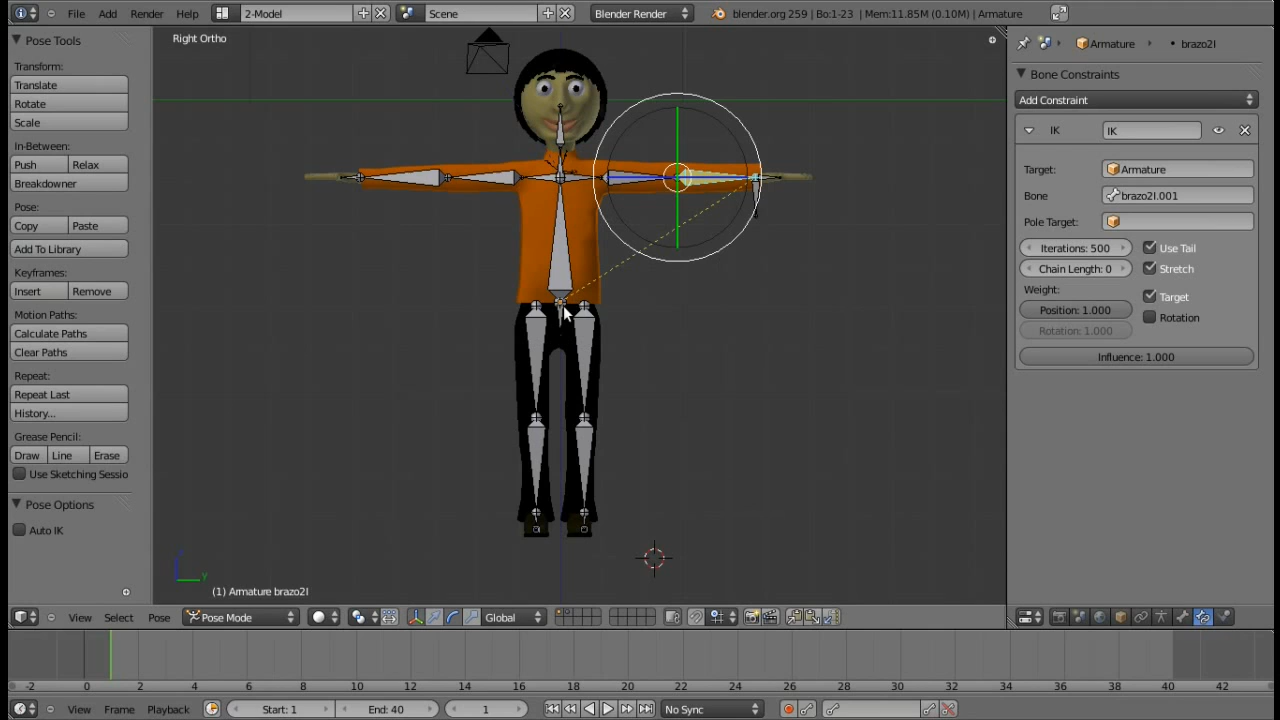 File Add Render Help 2-Model Scene Blender Render blender.org 259 | Bo:1-23 | Mem:11.85M (0.10M) | Armature
Pose Tools
Transform:
Translate
Rotate
Scale
In-Between:
Push Relax
Breakdowner
Pose:
Copy Paste
Add To Library
Keyframes:
Insert Remove
Motion Paths:
Calculate Paths
Clear Paths
Repeat:
Repeat Last
History...
Grease Pencil:
Draw Line Erase
Use Sketching Sessio
Pose Options
Auto IK
Right Ortho
y
(1) Armature brazo2l
View Select Pose Pose Mode Global
Armature brazo2l
Bone Constraints
Add Constraint
IK IK
Target: Armature
Bone brazo2l.001
Pole Target:
Iterations: 500 Use Tail
Chain Length: 0 Stretch
Weight: Target
Position: 1.000
Rotation
Rotation: 1.000
Influence: 1.000
-2 0 2 4 6 8 10 12 14 16 18 20 22 24 26 28 30 32 34 36 38 40 42
View Frame Playback Start: 1 End: 40 1 No Sync